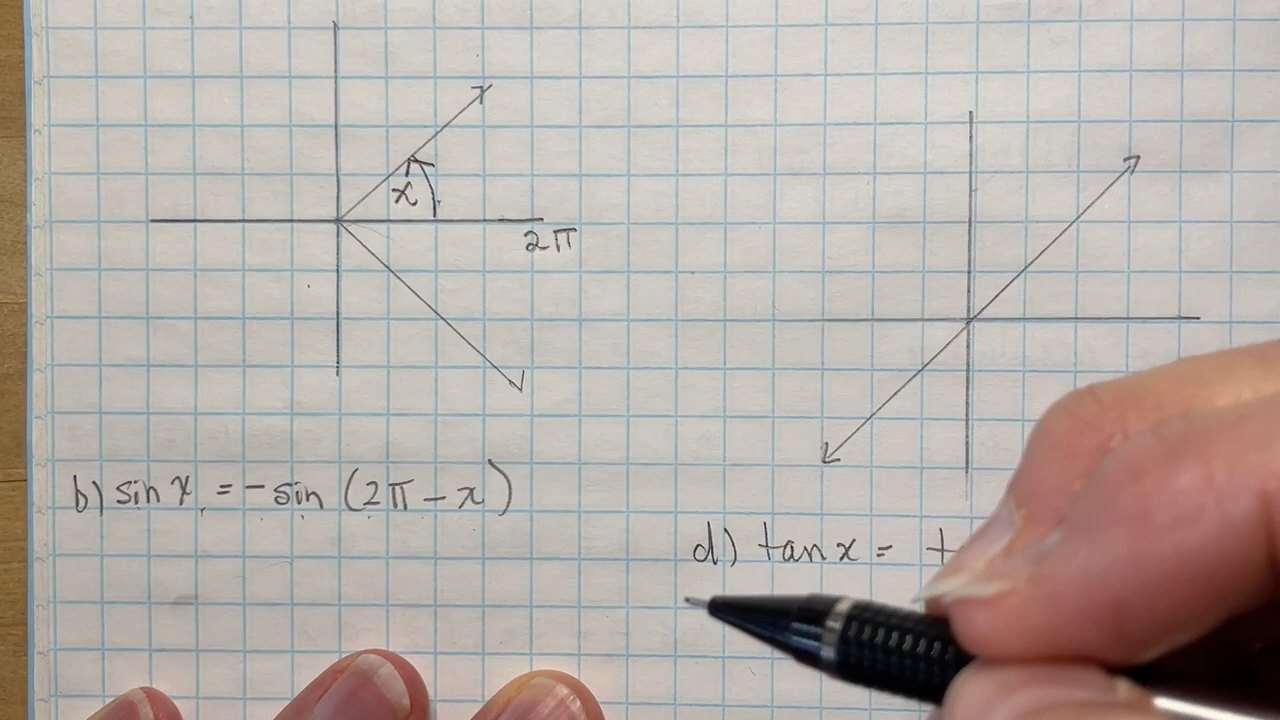 x
2π
b) sin x = -sin (2π - x)
d) tan x = t